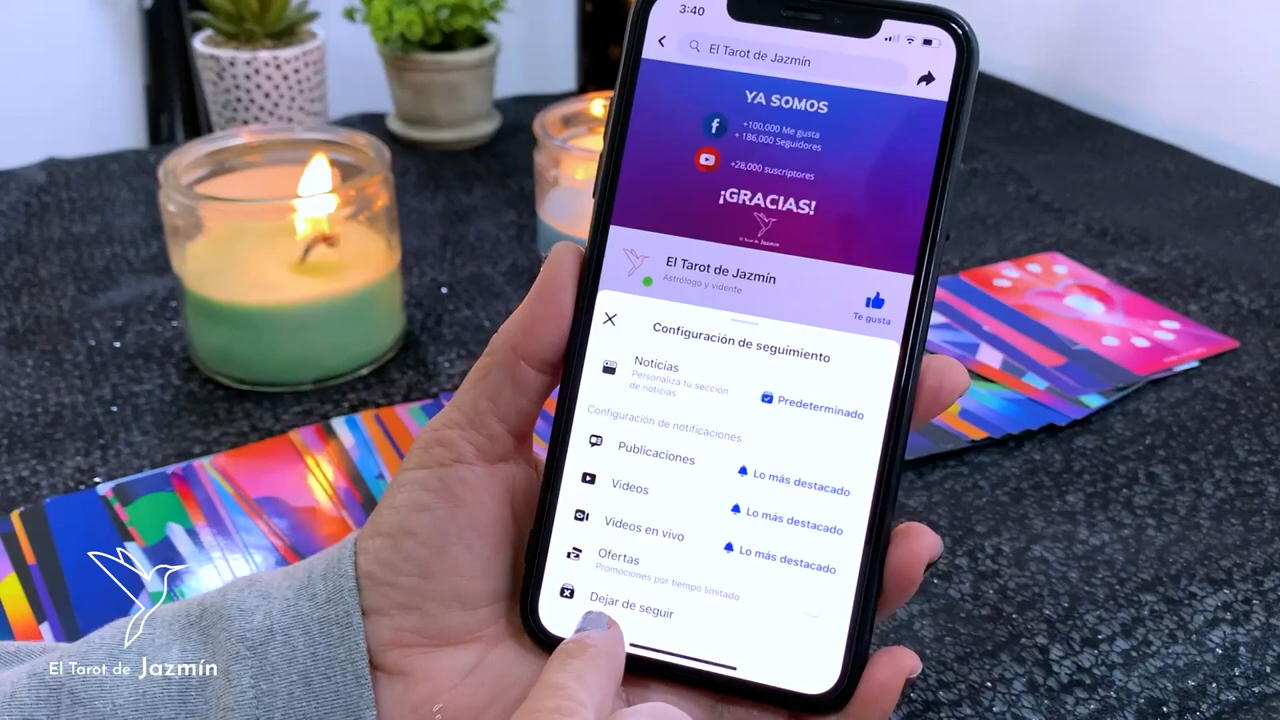 3:40
El Tarot de Jazmín
YA SOMOS
+100,000 Me gusta
+ 186,000 Seguidores
+28,000 suscriptores
¡GRACIAS!
El Tarot de Jazmín
El Tarot de Jazmín
Astrólogo y vidente
Te gusta
Configuración de seguimiento
Noticias
Personaliza tu sección
de noticias
Predeterminado
Configuración de notificaciones
Publicaciones
Lo más destacado
Videos
Lo más destacado
Videos en vivo
Lo más destacado
Ofertas
Promociones por tiempo limitado
Dejar de seguir
El Tarot de Jazmín